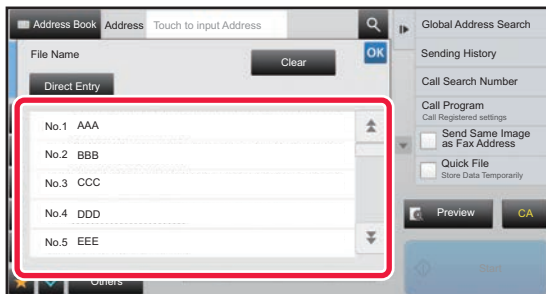 Address Book Address Touch to input Address
File Name
Clear
OK
Direct Entry
No.1 AAA
No.2 BBB
No.3 CCC
No.4 DDD
No.5 EEE
Others
Global Address Search
Sending History
Call Search Number
Call Program
Call Registered settings
Send Same Image
as Fax Address
Quick File
Store Data Temporarily
Preview
CA
Start